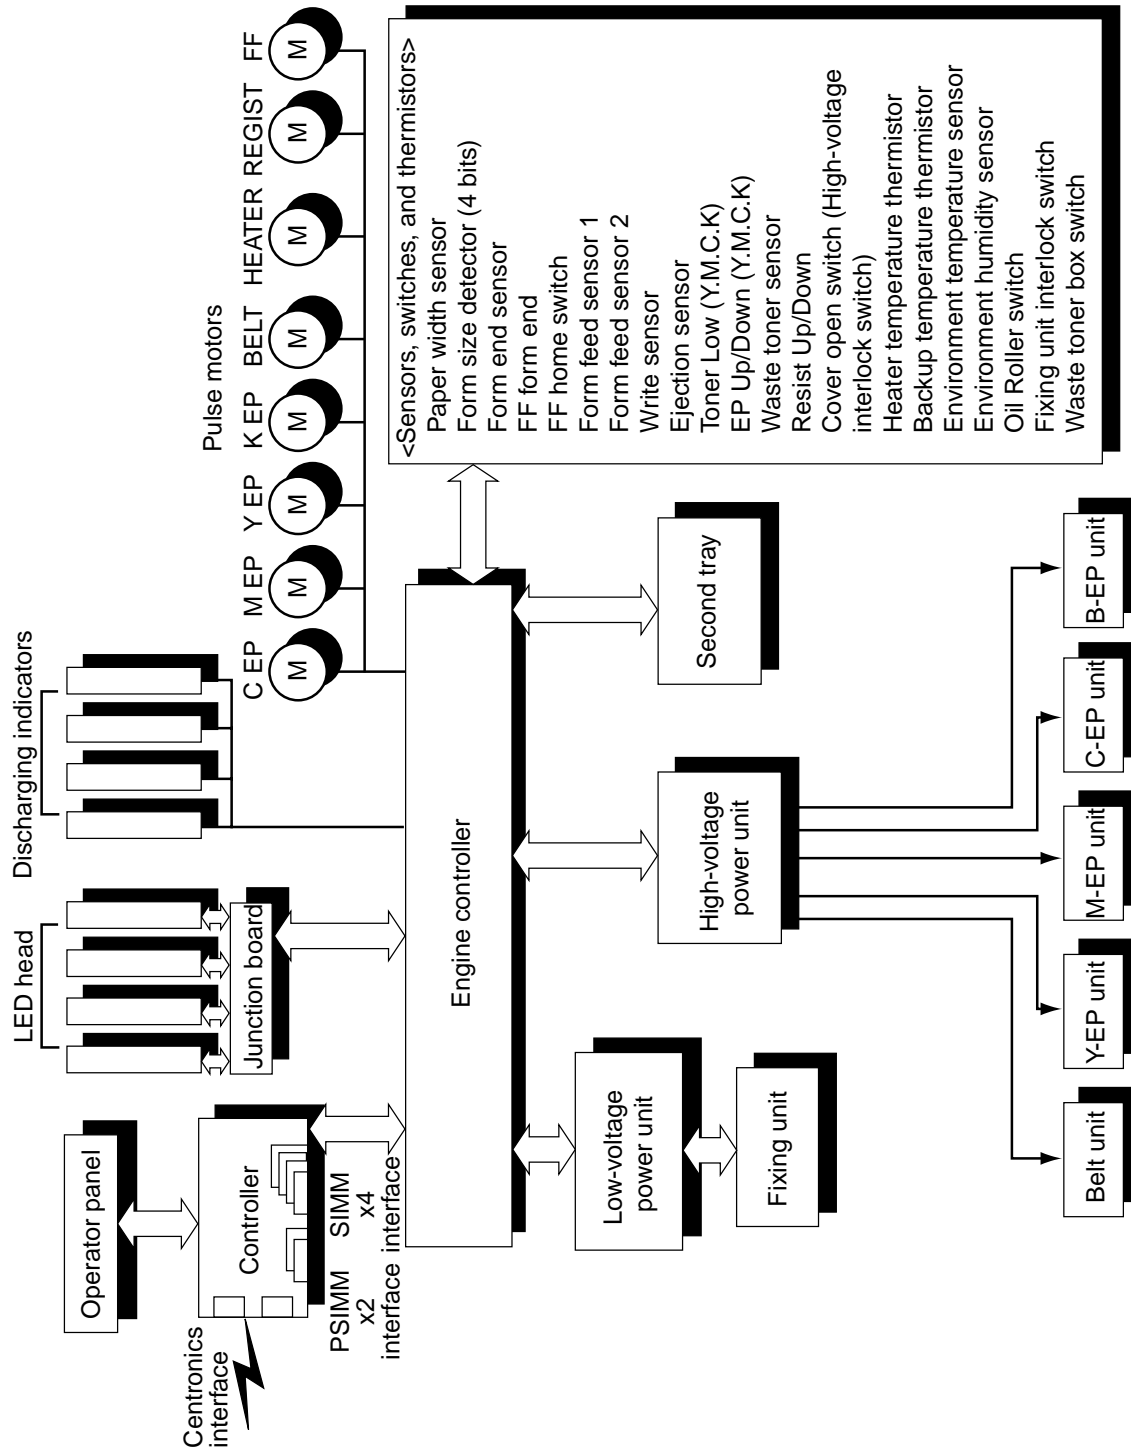 Operator panel
Centronics
interface
Controller
PSIMM
x2
interface
SIMM
x4
interface
LED head
Junction board
Discharging indicators
Pulse motors
C EP
M EP
Y EP
K EP
BELT
HEATER
REGIST
FF
M
M
M
M
M
M
M
M
Engine controller
<Sensors, switches, and thermistors>
Paper width sensor
Form size detector (4 bits)
Form end sensor
FF form end
FF home switch
Form feed sensor 1
Form feed sensor 2
Write sensor
Ejection sensor
Toner Low (Y.M.C.K)
EP Up/Down (Y.M.C.K)
Waste toner sensor
Resist Up/Down
Cover open switch (High-voltage
interlock switch)
Heater temperature thermistor
Backup temperature thermistor
Environment temperature sensor
Environment humidity sensor
Oil Roller switch
Fixing unit interlock switch
Waste toner box switch
Low-voltage
power unit
Fixing unit
High-voltage
power unit
Second tray
Belt unit
Y-EP unit
M-EP unit
C-EP unit
B-EP unit